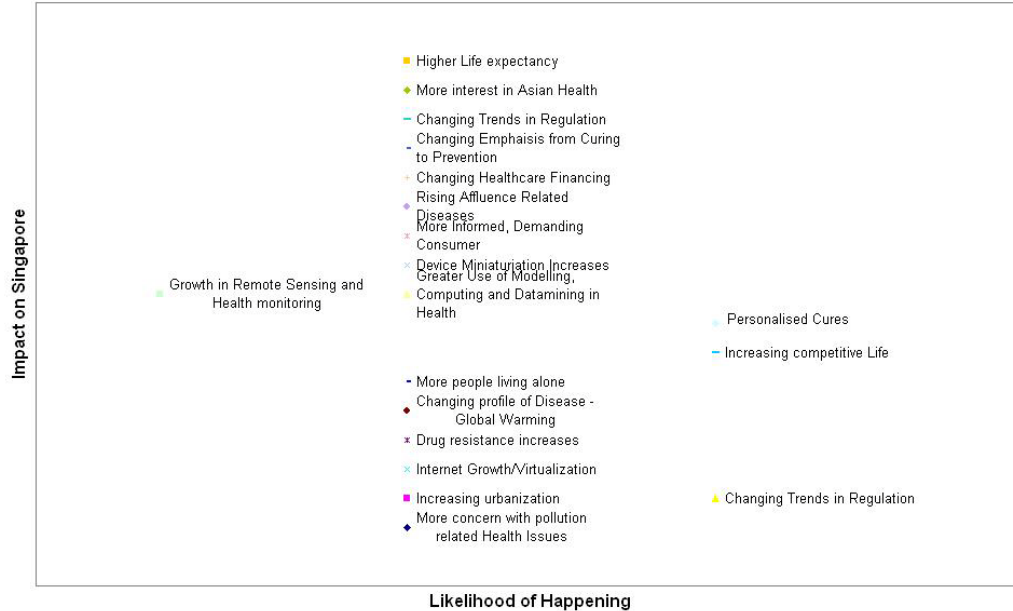 Higher Life expectancy
More interest in Asian Health
Changing Trends in Regulation
Changing Emphaisis from Curing
to Prevention
Changing Healthcare Financing
Rising Affluence Related
Diseases
More Informed, Demanding
Consumer
Device Miniaturiation Increases
Greater Use of Modelling,
Computing and Datamining in
Health
Growth in Remote Sensing and
Health monitoring
Personalised Cures
Increasing competitive Life
More people living alone
Changing profile of Disease -
Global Warming
Drug resistance increases
Internet Growth/Virtualization
Increasing urbanization
Changing Trends in Regulation
More concern with pollution
related Health Issues
Impact on Singapore
Likelihood of Happening